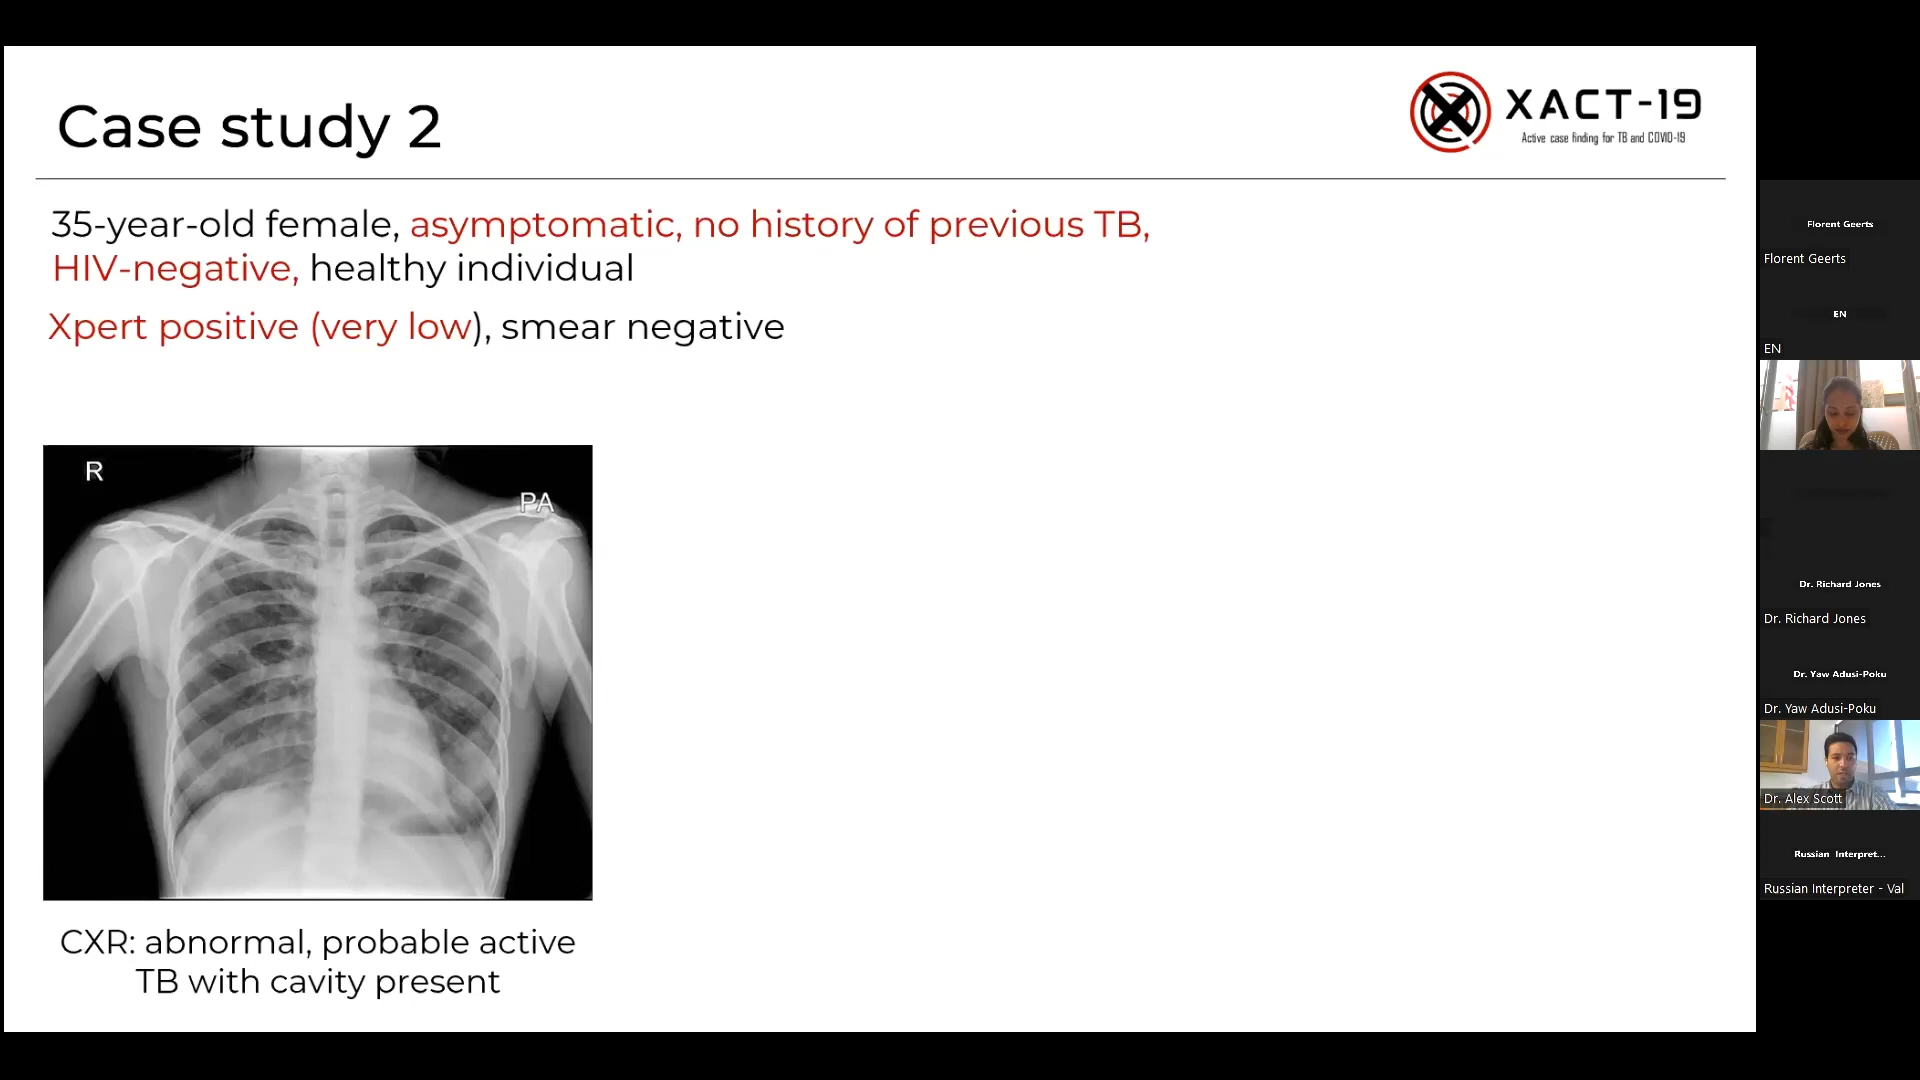 Case study 2
XACT-19
Active case finding for TB and COVID-19
35-year-old female, asymptomatic, no history of previous TB,
HIV-negative, healthy individual
Xpert positive (very low), smear negative
R
PA
CXR: abnormal, probable active
TB with cavity present
Florent Geerts
Florent Geerts
EN
EN
Dr. Richard Jones
Dr. Richard Jones
Dr. Yaw Adusi-Poku
Dr. Yaw Adusi-Poku
Dr. Alex Scott
Russian Interpret...
Russian Interpreter - Val